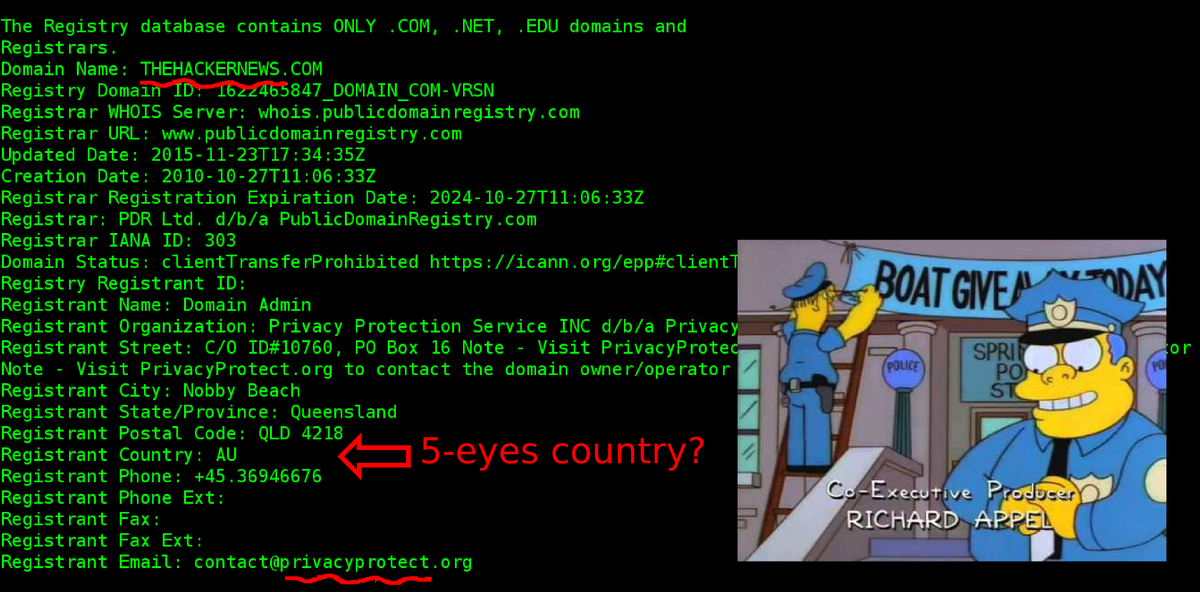 The Registry database contains ONLY .COM, .NET, .EDU domains and
Registrars.
Domain Name: THEHACKERNEWS.COM
Registry Domain ID: 1622465847_DOMAIN_COM-VRSN
Registrar WHOIS Server: whois.publicdomainregistry.com
Registrar URL: www.publicdomainregistry.com
Updated Date: 2015-11-23T17:34:35Z
Creation Date: 2010-10-27T11:06:33Z
Registrar Registration Expiration Date: 2024-10-27T11:06:33Z
Registrar: PDR Ltd. d/b/a PublicDomainRegistry.com
Registrar IANA ID: 303
Domain Status: clientTransferProhibited https://icann.org/epp#clientT
Registry Registrant ID:
Registrant Name: Domain Admin
Registrant Organization: Privacy Protection Service INC d/b/a Privacy
Registrant Street: C/O ID#10760, PO Box 16 Note - Visit PrivacyProtec or
Note - Visit PrivacyProtect.org to contact the domain owner/operator
Registrant City: Nobby Beach
Registrant State/Province: Queensland
Registrant Postal Code: QLD 4218
Registrant Country: AU
5-eyes country?
Registrant Phone: +45.36946676
Registrant Phone Ext:
Registrant Fax:
Registrant Fax Ext:
Registrant Email: contact@privacyprotect.org
BOAT GIVEA Y TODAY
POLICE
SPRI
PO
ST
PO
Co-Executive Producer
RICHARD APPEL